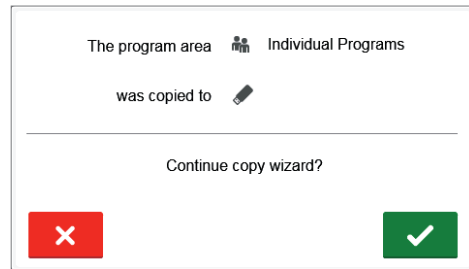 The program area Individual Programs
was copied to
Continue copy wizard?